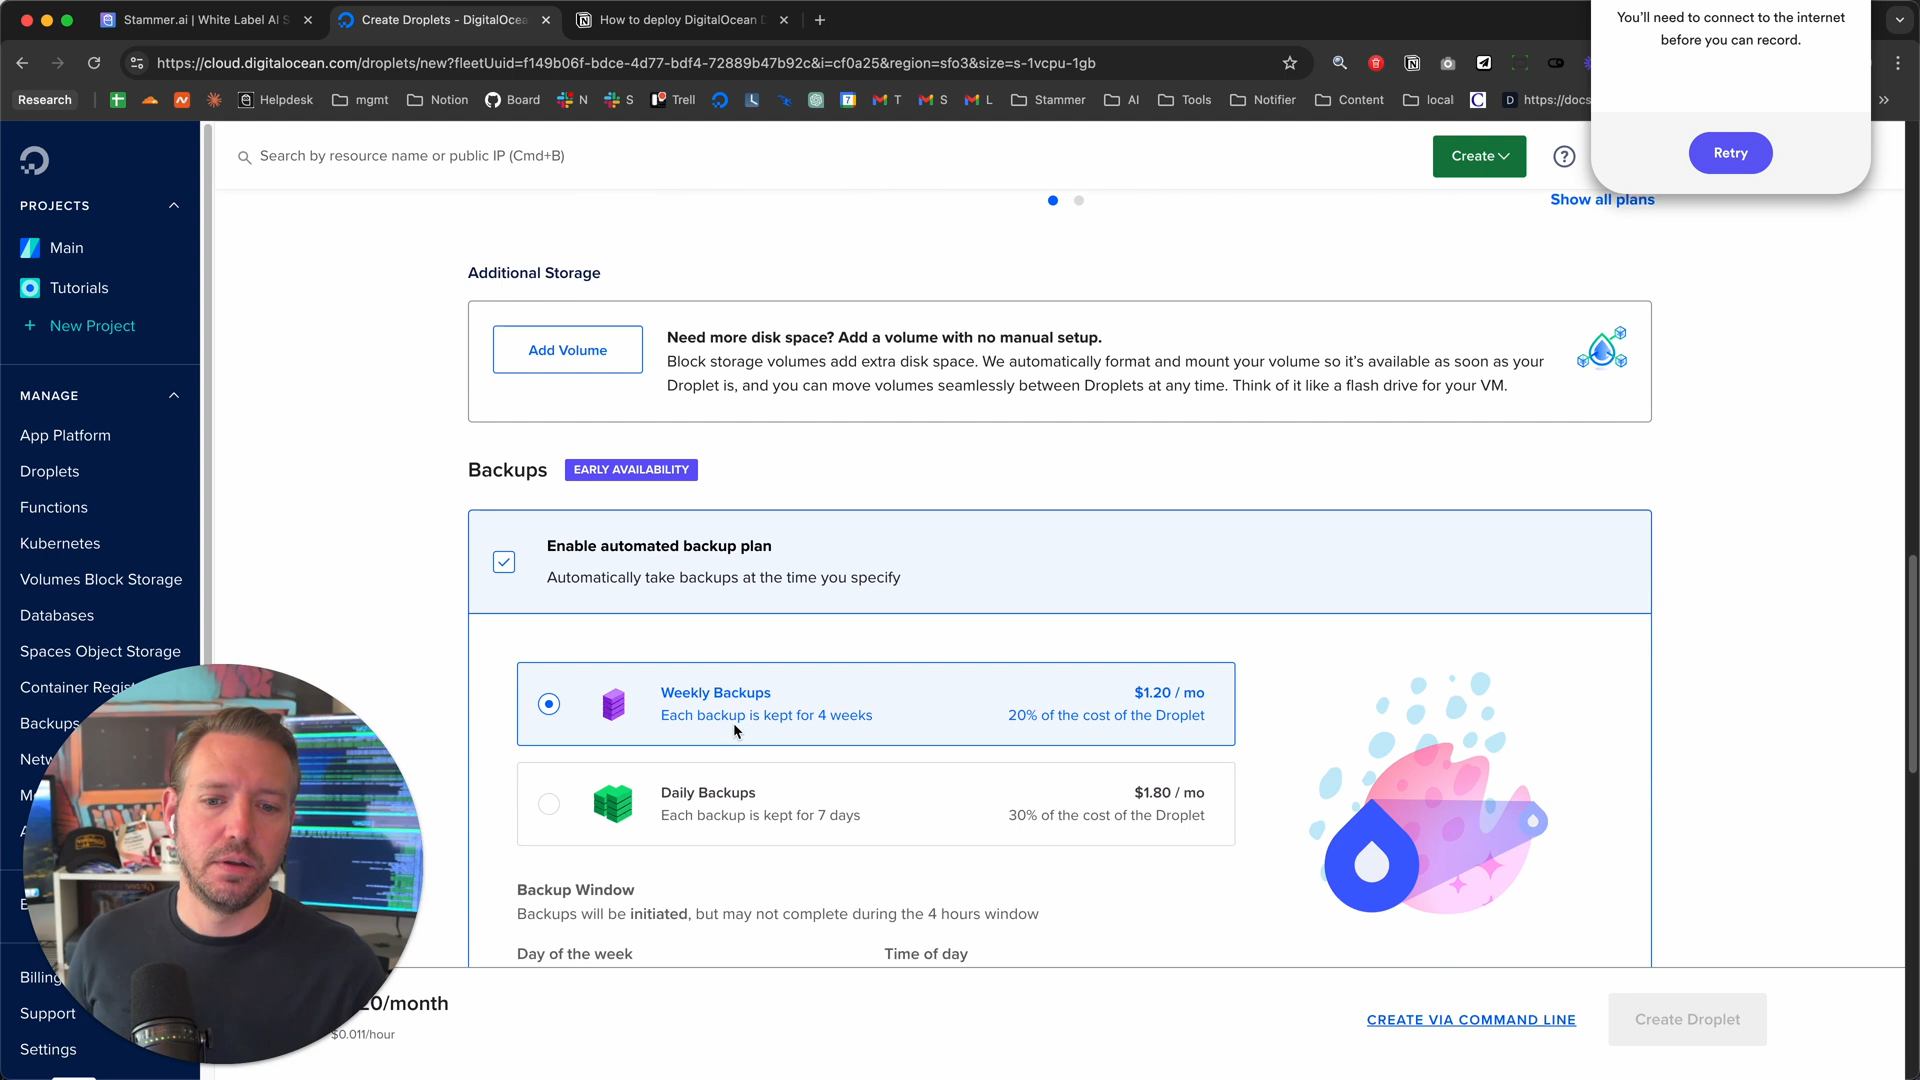 Stammer.ai | White Label AI S
Create Droplets - DigitalOcea
How to deploy DigitalOcean D
You'll need to connect to the internet
before you can record.
Retry
https://cloud.digitalocean.com/droplets/new?fleetUuid=f149b06f-bdce-4d77-bdf4-72889b47b92c&i=cf0a25&region=sfo3&size=s-1vcpu-1gb
Research
Helpdesk
mgmt
Notion
Board
N
S
Trell
T
S
L
Stammer
AI
Tools
Notifier
Content
local
https://docs
Search by resource name or public IP (Cmd+B)
Create
PROJECTS
Main
Tutorials
+ New Project
MANAGE
App Platform
Droplets
Functions
Kubernetes
Volumes Block Storage
Databases
Spaces Object Storage
Container Regist
Backups
Netw
Billing
Support
Settings
Show all plans
Additional Storage
Add Volume
Need more disk space? Add a volume with no manual setup.
Block storage volumes add extra disk space. We automatically format and mount your volume so it's available as soon as your
Droplet is, and you can move volumes seamlessly between Droplets at any time. Think of it like a flash drive for your VM.
Backups
EARLY AVAILABILITY
Enable automated backup plan
Automatically take backups at the time you specify
Weekly Backups
$1.20 / mo
Each backup is kept for 4 weeks
20% of the cost of the Droplet
Daily Backups
$1.80 / mo
Each backup is kept for 7 days
30% of the cost of the Droplet
Backup Window
Backups will be initiated, but may not complete during the 4 hours window
Day of the week
Time of day
20/month
$0.011/hour
CREATE VIA COMMAND LINE
Create Droplet